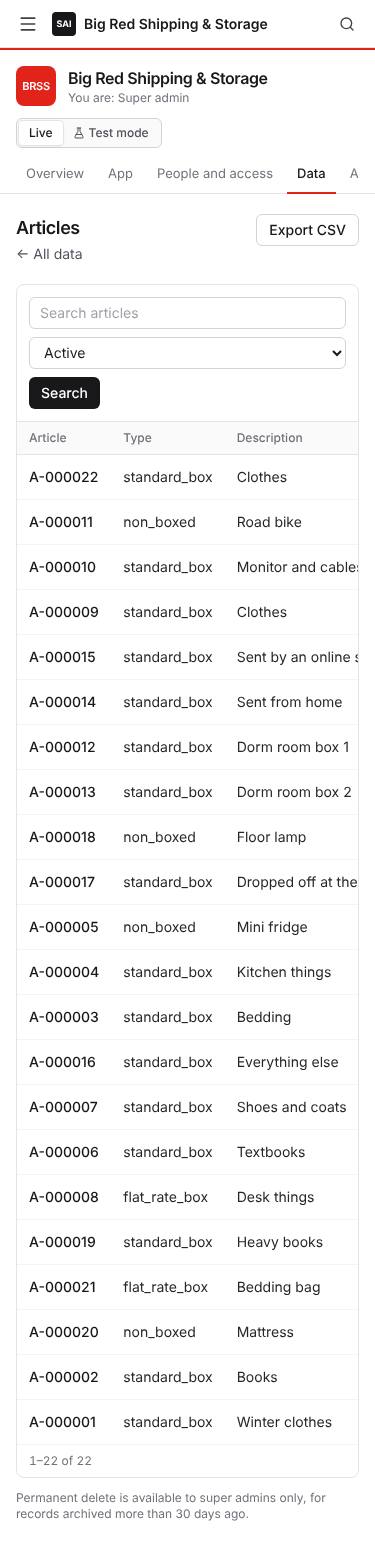 SAI Big Red Shipping & Storage
BRSS
Big Red Shipping & Storage
You are: Super admin
Live Test mode
Overview App People and access Data A
Articles
Export CSV
← All data
Search articles
Active
Search
Article Type Description
A-000022 standard_box Clothes
A-000011 non_boxed Road bike
A-000010 standard_box Monitor and cables
A-000009 standard_box Clothes
A-000015 standard_box Sent by an online s
A-000014 standard_box Sent from home
A-000012 standard_box Dorm room box 1
A-000013 standard_box Dorm room box 2
A-000018 non_boxed Floor lamp
A-000017 standard_box Dropped off at the
A-000005 non_boxed Mini fridge
A-000004 standard_box Kitchen things
A-000003 standard_box Bedding
A-000016 standard_box Everything else
A-000007 standard_box Shoes and coats
A-000006 standard_box Textbooks
A-000008 flat_rate_box Desk things
A-000019 standard_box Heavy books
A-000021 flat_rate_box Bedding bag
A-000020 non_boxed Mattress
A-000002 standard_box Books
A-000001 standard_box Winter clothes
1–22 of 22
Permanent delete is available to super admins only, for
records archived more than 30 days ago.